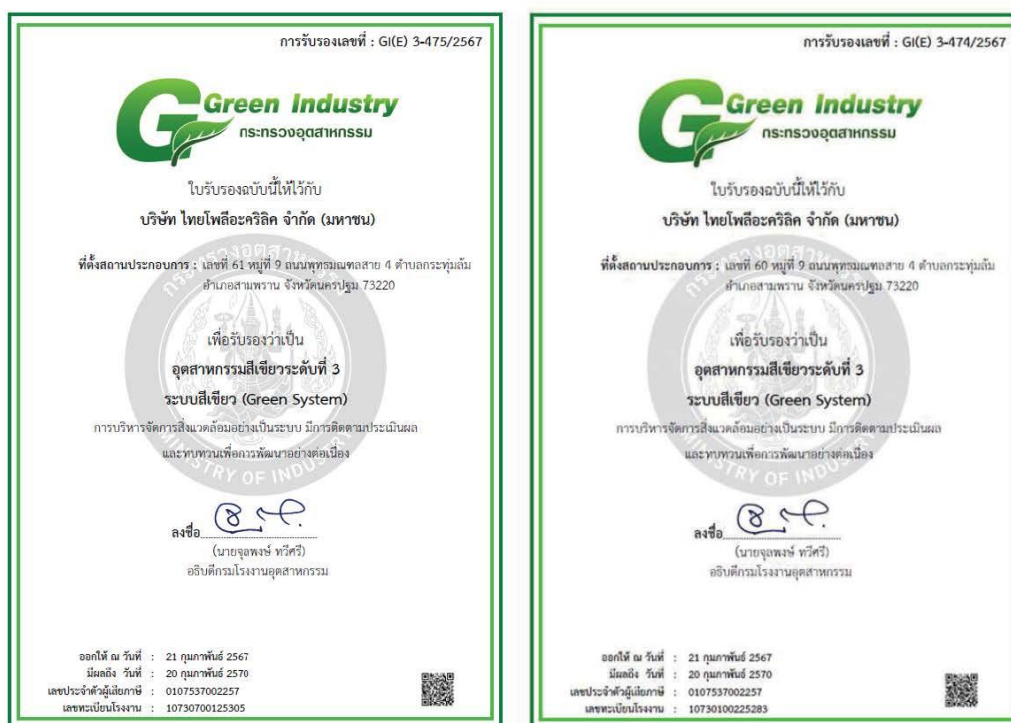 การรับรองเลขที่ : GI(E) 3-475/2567
Green Industry
กระทรวงอุตสาหกรรม
ใบรับรองฉบับนี้ให้ไว้กับ
บริษัท ไทยโพลีอะคริลิค จำกัด (มหาชน)
ที่ตั้งสถานประกอบการ : เลขที่ 61 หมู่ที่ 9 ถนนพุทธมณฑลสาย 4 ตำบลกระทุ่มล้ม
อำเภอสามพราน จังหวัดนครปฐม 73220
เพื่อรับรองว่าเป็น
อุตสาหกรรมสีเขียวระดับที่ 3
ระบบสีเขียว (Green System)
การบริหารจัดการสิ่งแวดล้อมอย่างเป็นระบบ มีการติดตามประเมินผล
และทบทวนเพื่อการพัฒนาอย่างต่อเนื่อง
กระทรวงอุตสาหกรรม
MINISTRY OF INDUSTRY
ลงชื่อ
(นายจุลพงษ์ ทวีศรี)
อธิบดีกรมโรงงานอุตสาหกรรม
ออกให้ ณ วันที่ : 21 กุมภาพันธ์ 2567
มีผลถึง วันที่ : 20 กุมภาพันธ์ 2570
เลขประจำตัวผู้เสียภาษี : 0107537002257
เลขทะเบียนโรงงาน : 10730700125305
การรับรองเลขที่ : GI(E) 3-474/2567
Green Industry
กระทรวงอุตสาหกรรม
ใบรับรองฉบับนี้ให้ไว้กับ
บริษัท ไทยโพลีอะคริลิค จำกัด (มหาชน)
ที่ตั้งสถานประกอบการ : เลขที่ 60 หมู่ที่ 9 ถนนพุทธมณฑลสาย 4 ตำบลกระทุ่มล้ม
อำเภอสามพราน จังหวัดนครปฐม 73220
เพื่อรับรองว่าเป็น
อุตสาหกรรมสีเขียวระดับที่ 3
ระบบสีเขียว (Green System)
การบริหารจัดการสิ่งแวดล้อมอย่างเป็นระบบ มีการติดตามประเมินผล
และทบทวนเพื่อการพัฒนาอย่างต่อเนื่อง
กระทรวงอุตสาหกรรม
MINISTRY OF INDUSTRY
ลงชื่อ
(นายจุลพงษ์ ทวีศรี)
อธิบดีกรมโรงงานอุตสาหกรรม
ออกให้ ณ วันที่ : 21 กุมภาพันธ์ 2567
มีผลถึง วันที่ : 20 กุมภาพันธ์ 2570
เลขประจำตัวผู้เสียภาษี : 0107537002257
เลขทะเบียนโรงงาน : 10730100225283